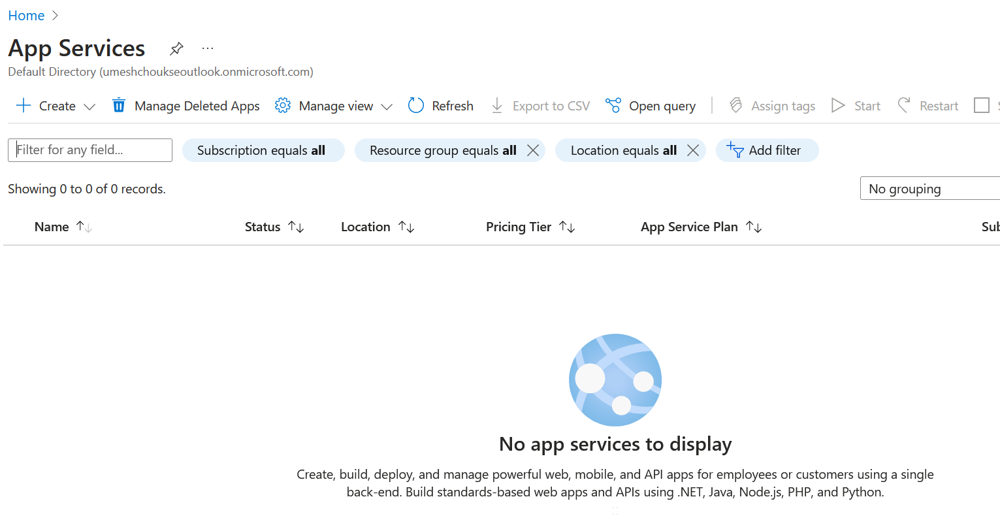 Home
App Services
Default Directory (umeshchoukseoutlook.onmicrosoft.com)
Create Manage Deleted Apps Manage view Refresh Export to CSV Open query Assign tags Start Restart
Filter for any field... Subscription equals all Resource group equals all Location equals all Add filter
Showing 0 to 0 of 0 records. No grouping
Name Status Location Pricing Tier App Service Plan
No app services to display
Create, build, deploy, and manage powerful web, mobile, and API apps for employees or customers using a single
back-end. Build standards-based web apps and APIs using .NET, Java, Node.js, PHP, and Python.